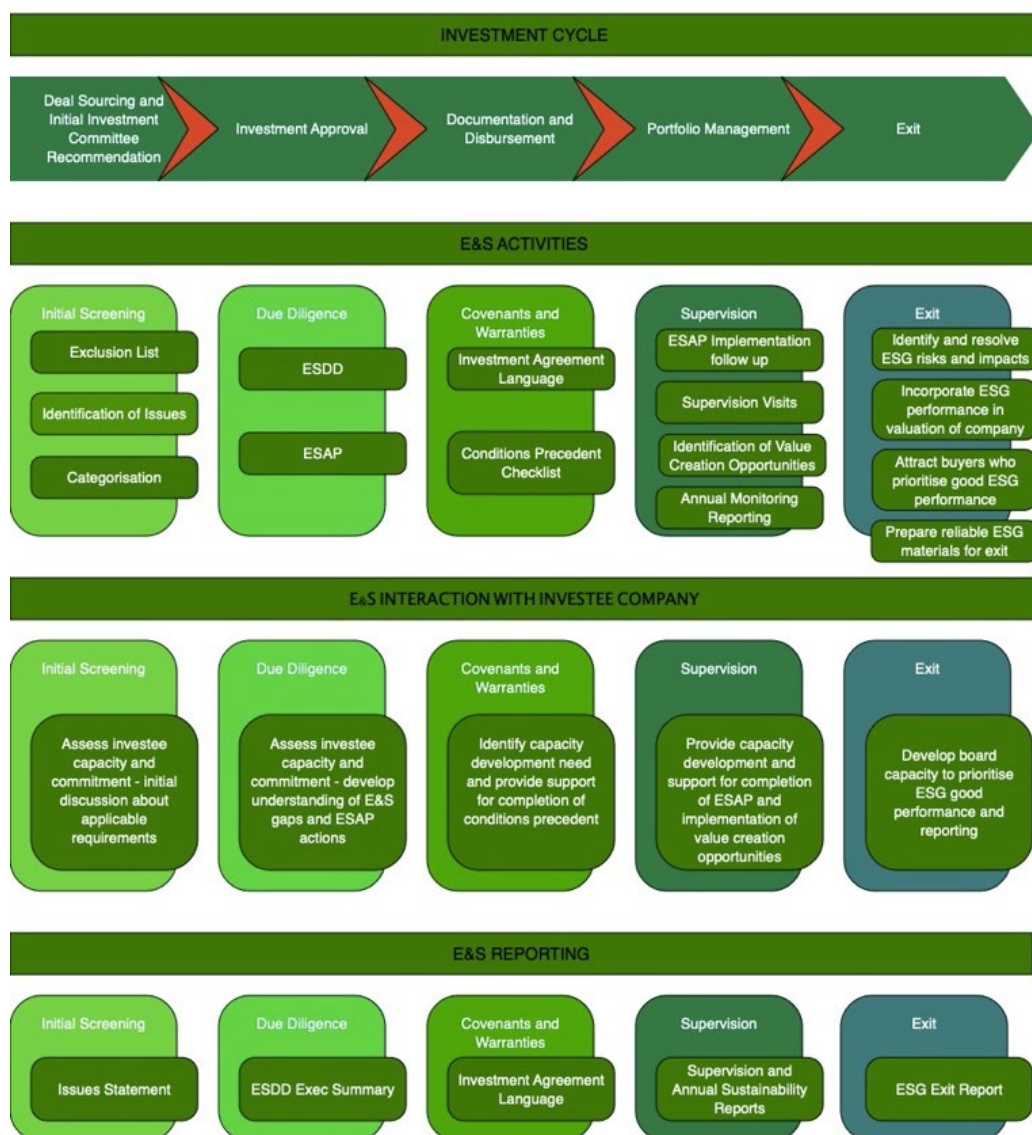 INVESTMENT CYCLE
Deal Sourcing and
Initial Investment
Committee
Recommendation
Investment Approval
Documentation and
Disbursement
Portfolio Management
Exit
E&S ACTIVITIES
Initial Screening
Exclusion List
Identification of Issues
Categorisation
Due Diligence
ESDD
ESAP
Covenants and
Warranties
Investment Agreement
Language
Conditions Precedent
Checklist
Supervision
ESAP Implementation
follow up
Supervision Visits
Identification of Value
Creation Opportunities
Annual Monitoring
Reporting
Exit
Identify and resolve
ESG risks and impacts
Incorporate ESG
performance in
valuation of company
Attract buyers who
prioritise good ESG
performance
Prepare reliable ESG
materials for exit
E&S INTERACTION WITH INVESTEE COMPANY
Initial Screening
Assess investee
capacity and
commitment - initial
discussion about
applicable
requirements
Due Diligence
Assess investee
capacity and
commitment - develop
understanding of E&S
gaps and ESAP
actions
Covenants and
Warranties
Identify capacity
development need
and provide support
for completion of
conditions precedent
Supervision
Provide capacity
development and
support for completion
of ESAP and
implementation of
value creation
opportunities
Exit
Develop board
capacity to prioritise
ESG good
performance and
reporting
E&S REPORTING
Initial Screening
Issues Statement
Due Diligence
ESDD Exec Summary
Covenants and
Warranties
Investment Agreement
Language
Supervision
Supervision and
Annual Sustainability
Reports
Exit
ESG Exit Report